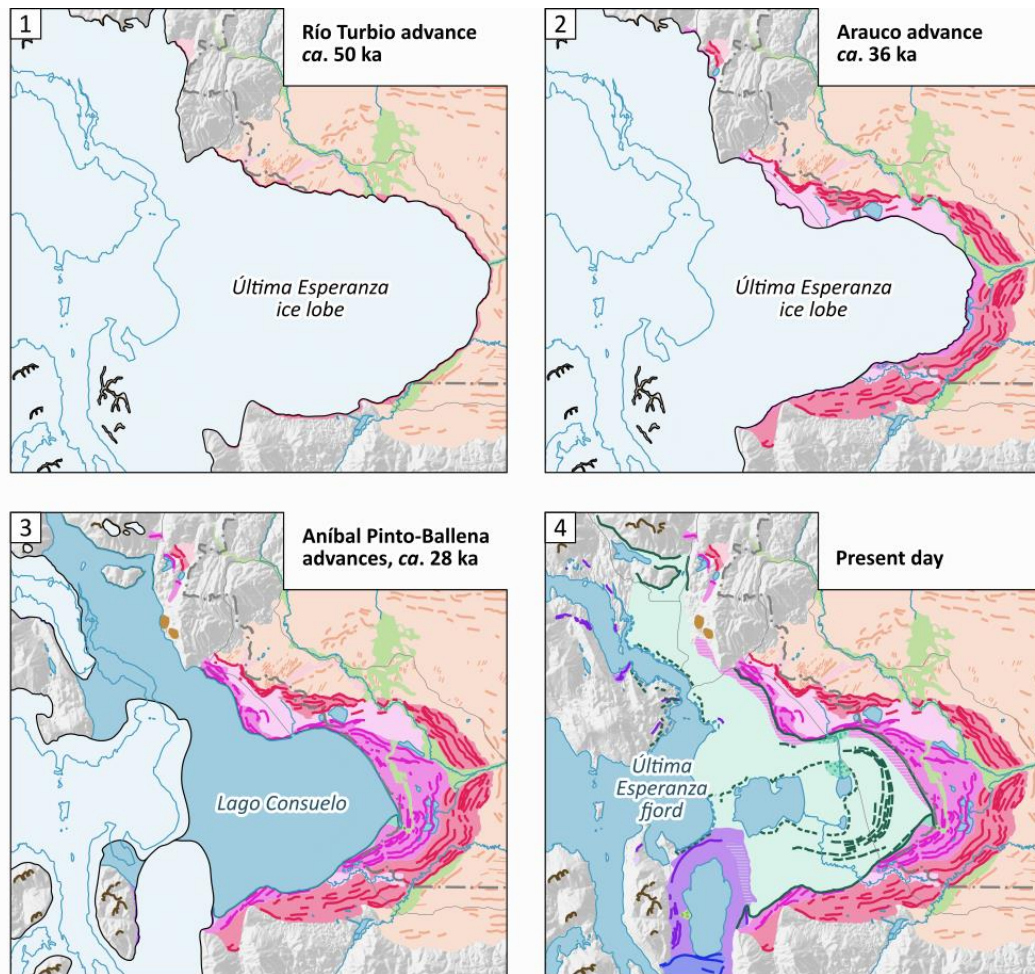 1
Río Turbio advance
ca. 50 ka
Última Esperanza
ice lobe
2
Arauco advance
ca. 36 ka
Última Esperanza
ice lobe
3
Aníbal Pinto-Ballena
advances, ca. 28 ka
Lago Consuelo
4
Present day
Última
Esperanza
fjord